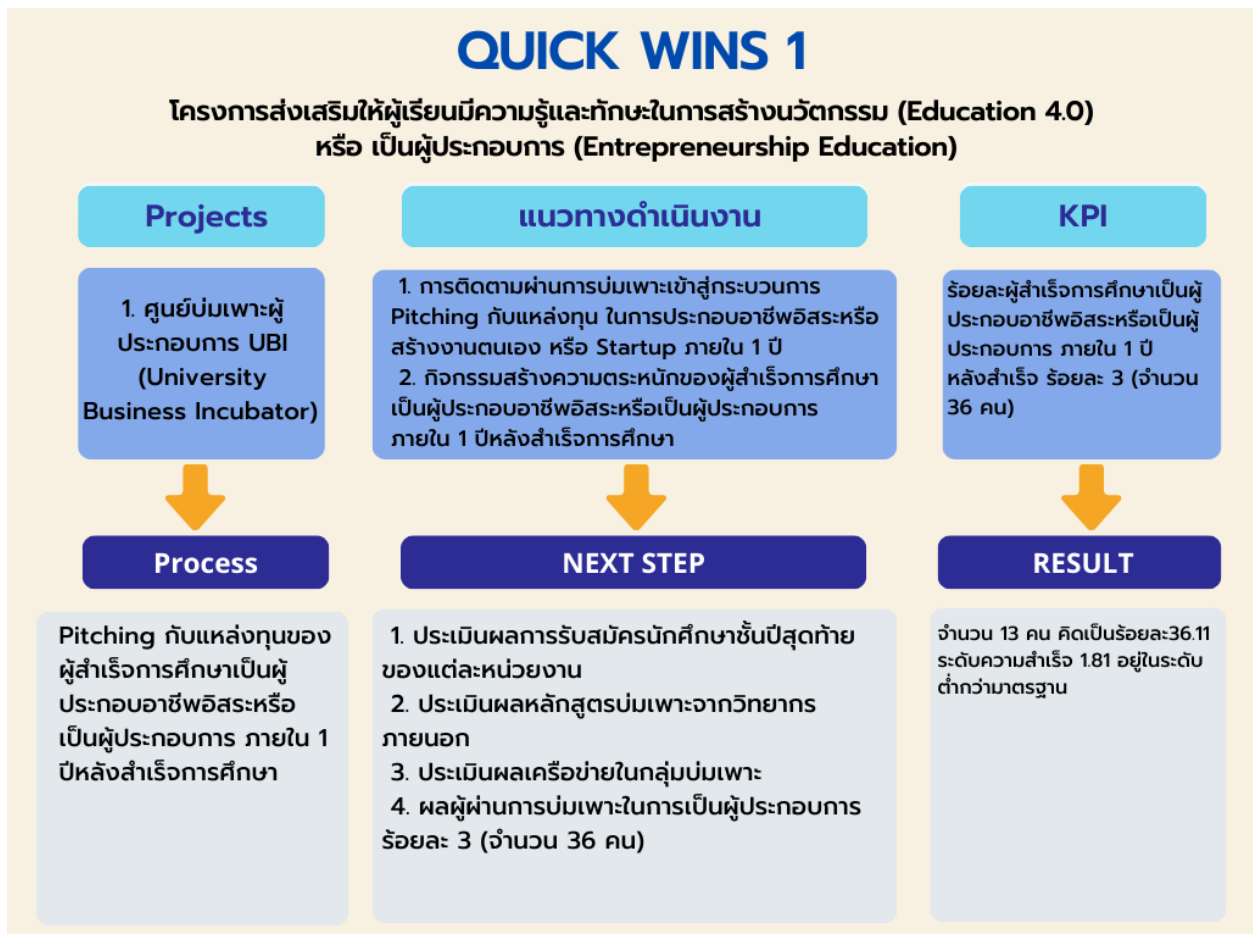 QUICK WINS 1
โครงการส่งเสริมให้ผู้เรียนมีความรู้และทักษะในการสร้างนวัตกรรม (Education 4.0)
หรือ เป็นผู้ประกอบการ (Entrepreneurship Education)
Projects
1. ศูนย์บ่มเพาะผู้
ประกอบการ UBI
(University
Business Incubator)
แนวทางดำเนินงาน
1. การติดตามผ่านการบ่มเพาะเข้าสู่กระบวนการ
Pitching กับแหล่งทุน ในการประกอบอาชีพอิสระหรือ
สร้างงานตนเอง หรือ Startup ภายใน 1 ปี
2. กิจกรรมสร้างความตระหนักของผู้สำเร็จการศึกษา
เป็นผู้ประกอบอาชีพอิสระหรือเป็นผู้ประกอบการ
ภายใน 1 ปีหลังสำเร็จการศึกษา
KPI
ร้อยละผู้สำเร็จการศึกษาเป็นผู้
ประกอบอาชีพอิสระหรือเป็นผู้
ประกอบการ ภายใน 1 ปี
หลังสำเร็จ ร้อยละ 3 (จำนวน
36 คน)
Process
Pitching กับแหล่งทุนของ
ผู้สำเร็จการศึกษาเป็นผู้
ประกอบอาชีพอิสระหรือ
เป็นผู้ประกอบการ ภายใน 1
ปีหลังสำเร็จการศึกษา
NEXT STEP
1. ประเมินผลการรับสมัครนักศึกษาชั้นปีสุดท้าย
ของแต่ละหน่วยงาน
2. ประเมินผลหลักสูตรบ่มเพาะจากวิทยากร
ภายนอก
3. ประเมินผลเครือข่ายในกลุ่มบ่มเพาะ
4. ผลผู้ผ่านการบ่มเพาะในการเป็นผู้ประกอบการ
ร้อยละ 3 (จำนวน 36 คน)
RESULT
จำนวน 13 คน คิดเป็นร้อยละ36.11
ระดับความสำเร็จ 1.81 อยู่ในระดับ
ต่ำกว่ามาตรฐาน